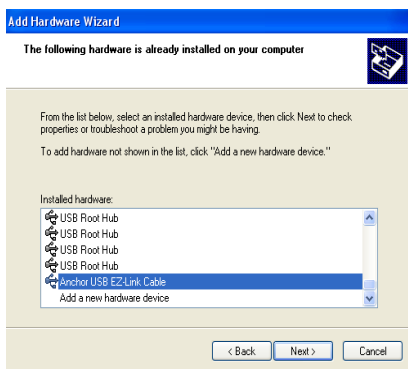 Add Hardware Wizard
The following hardware is already installed on your computer
From the list below, select an installed hardware device, then click Next to check
properties or troubleshoot a problem you might be having.
To add hardware not shown in the list, click "Add a new hardware device."
Installed hardware:
USB Root Hub
USB Root Hub
USB Root Hub
USB Root Hub
Anchor USB EZ-Link Cable
Add a new hardware device
< Back
Next >
Cancel